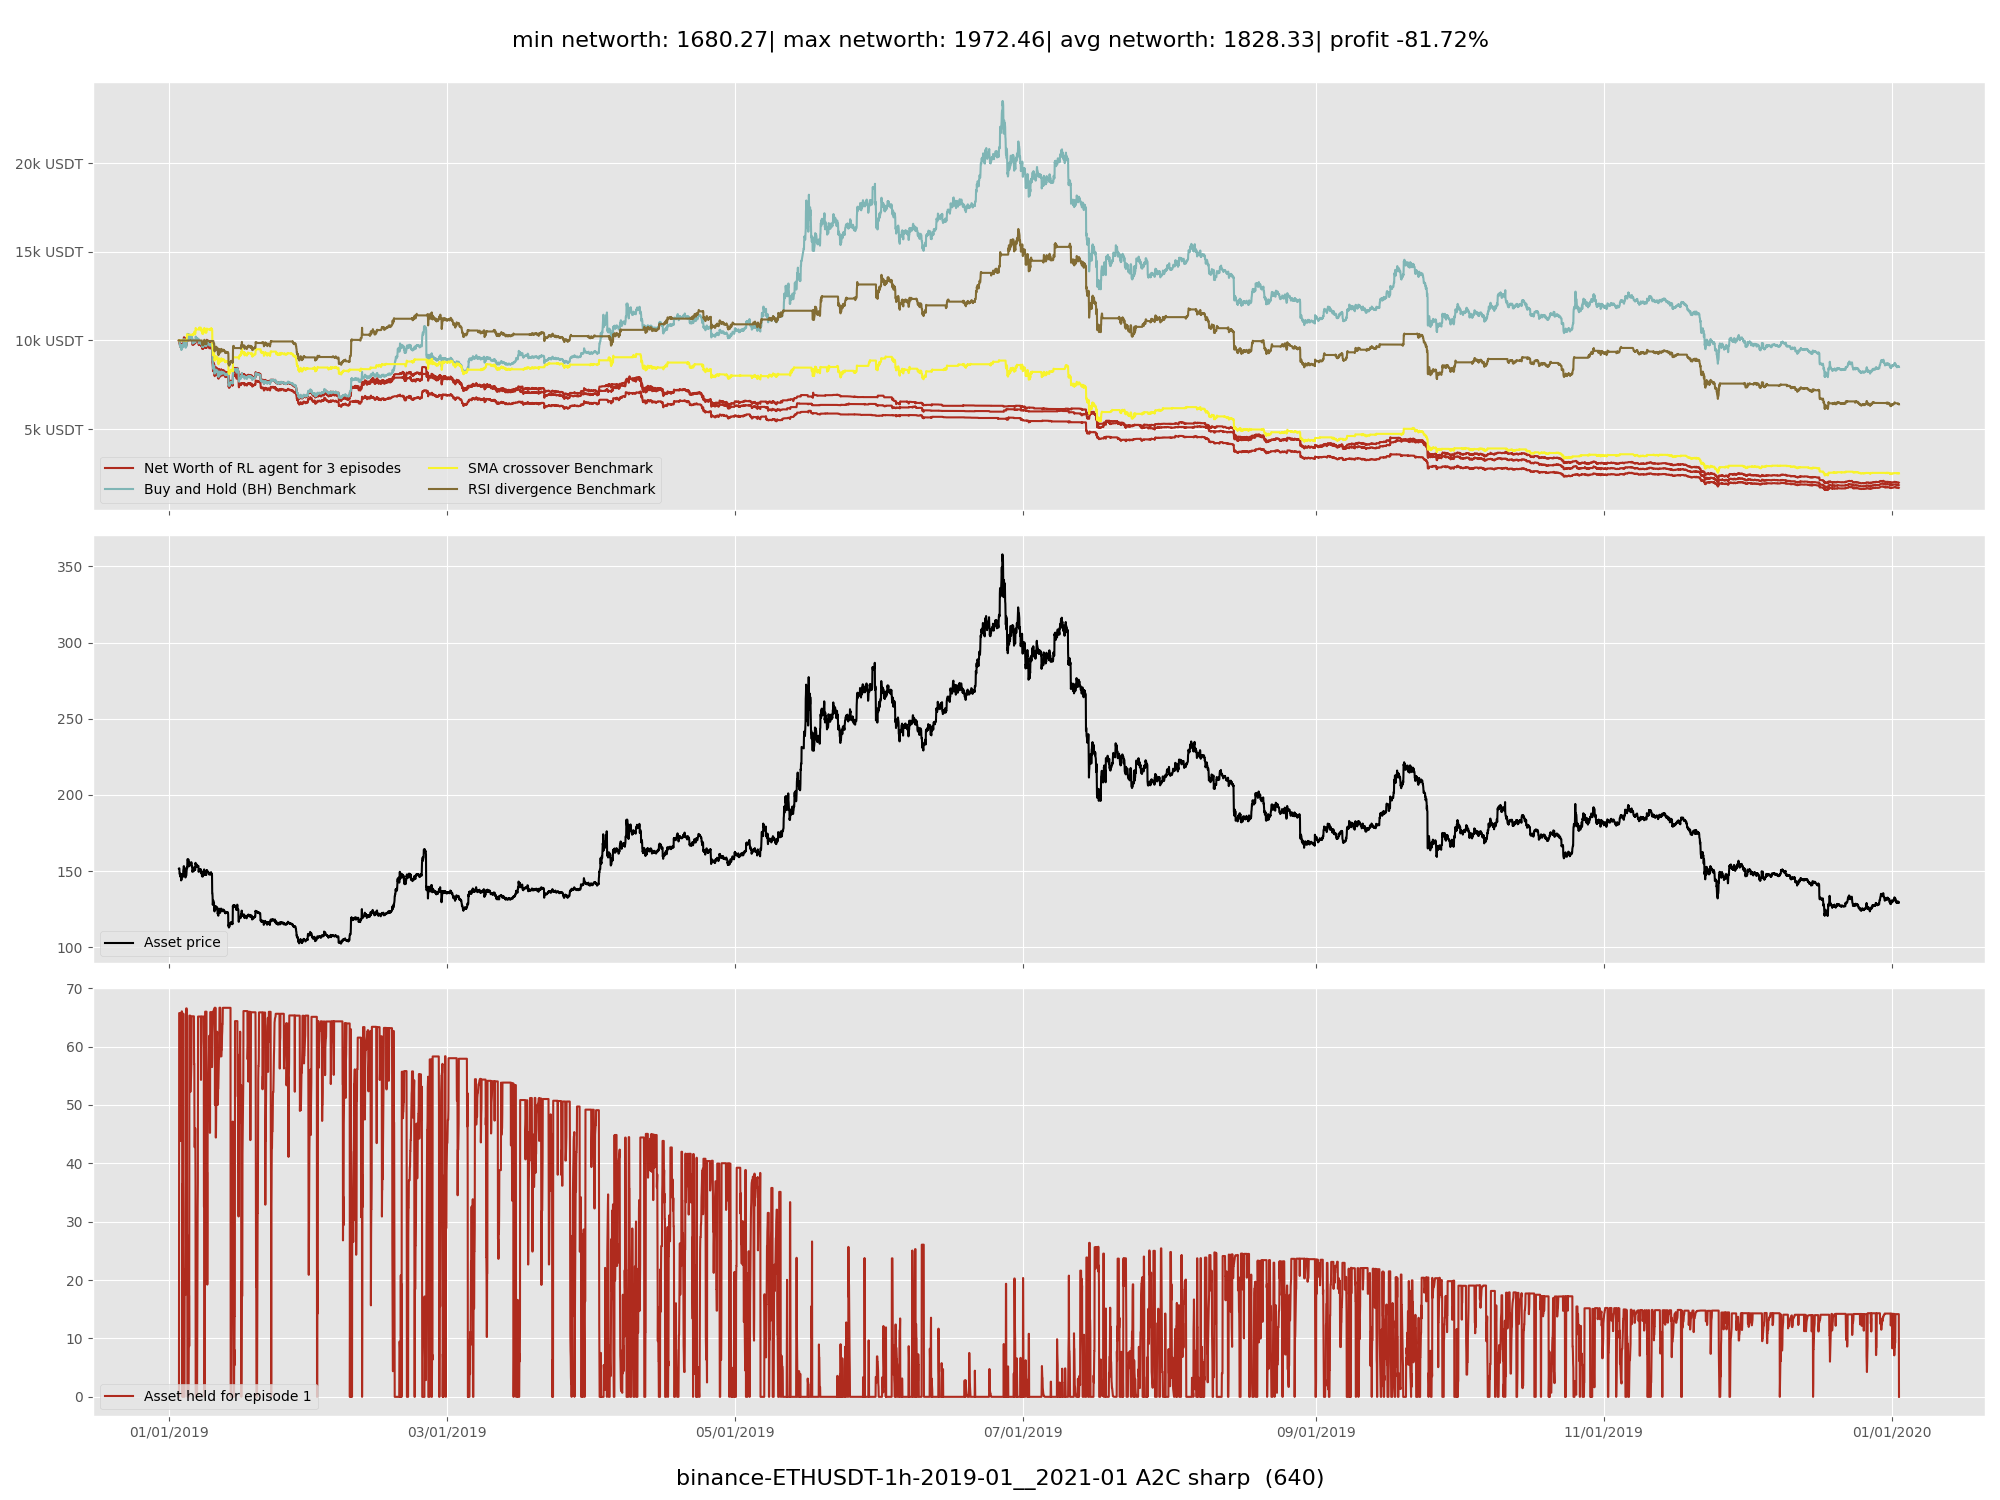 min networth: 1680.27| max networth: 1972.46| avg networth: 1828.33| profit -81.72%
20k USDT
15k USDT
10k USDT
5k USDT
Net Worth of RL agent for 3 episodes
Buy and Hold (BH) Benchmark
SMA crossover Benchmark
RSI divergence Benchmark
350
300
250
200
150
100
Asset price
70
60
50
40
30
20
10
0
Asset held for episode 1
01/01/2019 03/01/2019 05/01/2019 07/01/2019 09/01/2019 11/01/2019 01/01/2020
binance-ETHUSDT-1h-2019-01__2021-01 A2C sharp (640)